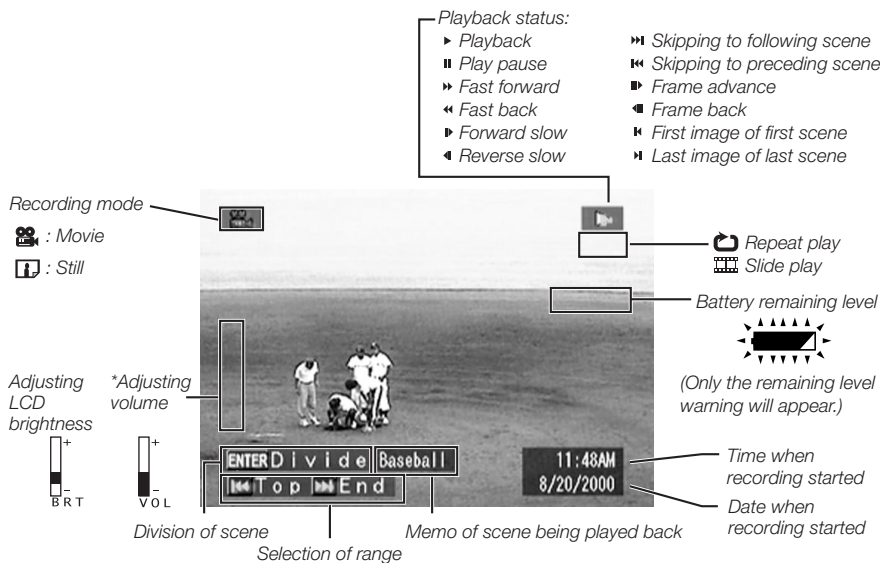 Playback status:
Playback
Play pause
Fast forward
Fast back
Forward slow
Reverse slow
Skipping to following scene
Skipping to preceding scene
Frame advance
Frame back
First image of first scene
Last image of last scene
Recording mode
: Movie
: Still
Repeat play
Slide play
Battery remaining level
(Only the remaining level
warning will appear.)
Adjusting
LCD
brightness
+
-
BRT
*Adjusting
volume
+
-
VOL
ENTER Divide
Baseball
Top End
11:48AM
8/20/2000
Time when
recording started
Date when
recording started
Division of scene
Selection of range
Memo of scene being played back